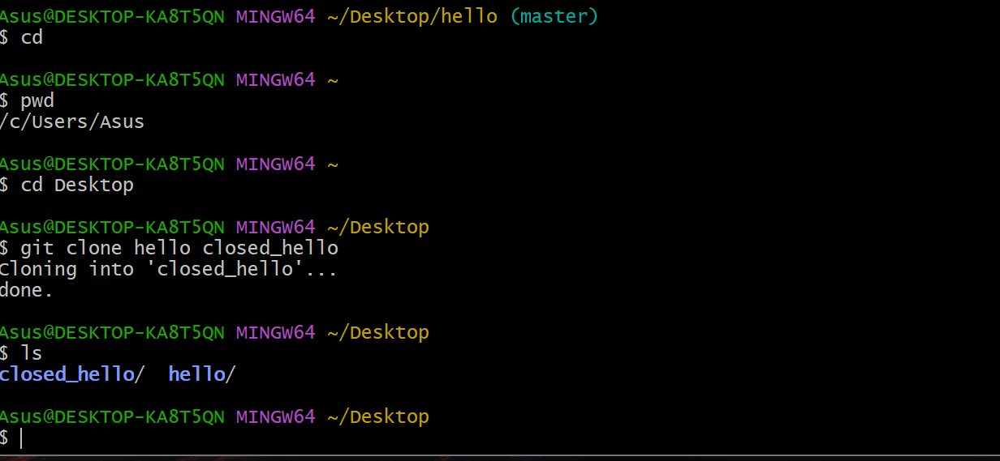 Asus@DESKTOP-KA8T5QN MINGW64 ~/Desktop/hello (master)
$ cd
Asus@DESKTOP-KA8T5QN MINGW64 ~
$ pwd
/c/Users/Asus
Asus@DESKTOP-KA8T5QN MINGW64 ~
$ cd Desktop
Asus@DESKTOP-KA8T5QN MINGW64 ~/Desktop
$ git clone hello closed_hello
Cloning into 'closed_hello'...
done.
Asus@DESKTOP-KA8T5QN MINGW64 ~/Desktop
$ ls
closed_hello/  hello/
Asus@DESKTOP-KA8T5QN MINGW64 ~/Desktop
$